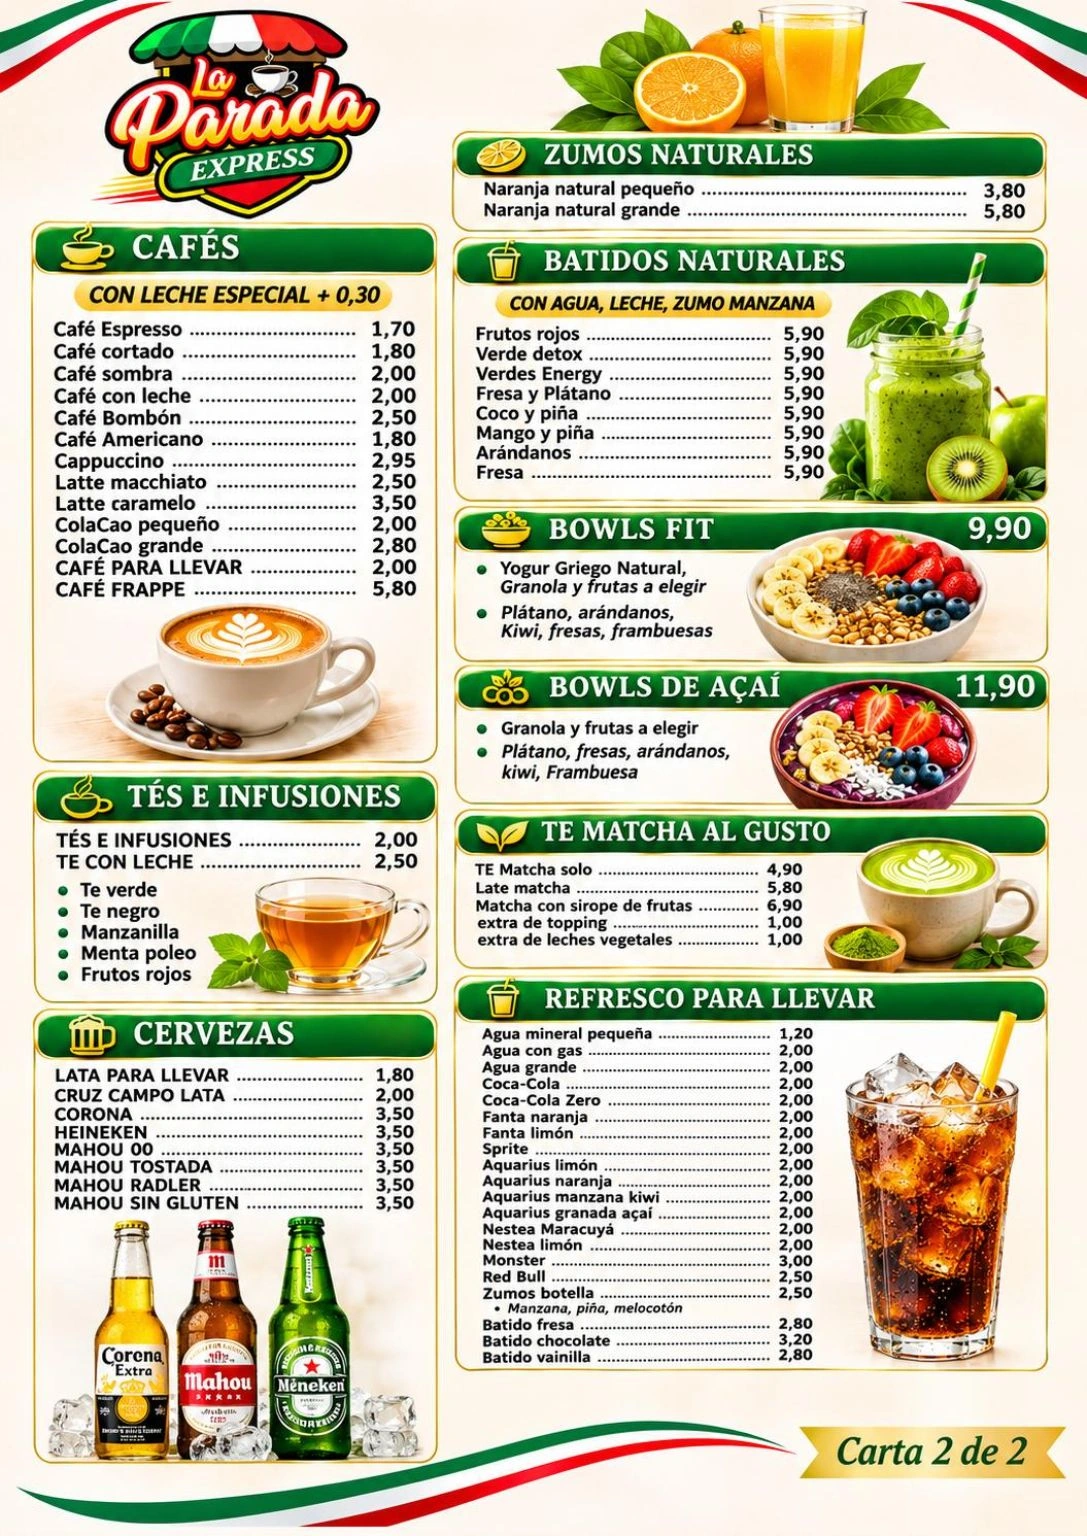 La
Parada
EXPRESS
CAFÉS
CON LECHE ESPECIAL + 0,30
Café Espresso 1,70
Café cortado 1,80
Café sombra 2,00
Café con leche 2,00
Café Bombón 2,50
Café Americano 1,80
Cappuccino 2,95
Latte macchiato 2,50
Latte caramelo 3,50
ColaCao pequeño 2,00
ColaCao grande 2,80
CAFÉ PARA LLEVAR 2,00
CAFÉ FRAPPE 5,80
TÉS E INFUSIONES
TÉS E INFUSIONES 2,00
TE CON LECHE 2,50
Te verde
Te negro
Manzanilla
Menta poleo
Frutos rojos
CERVEZAS
LATA PARA LLEVAR 1,80
CRUZ CAMPO LATA 2,00
CORONA 3,50
HEINEKEN 3,50
MAHOU 00 3,50
MAHOU TOSTADA 3,50
MAHOU RADLER 3,50
MAHOU SIN GLUTEN 3,50
Corena
Extra
m
Mahou
Mëneken
ZUMOS NATURALES
Naranja natural pequeño 3,80
Naranja natural grande 5,80
BATIDOS NATURALES
CON AGUA, LECHE, ZUMO MANZANA
Frutos rojos 5,90
Verde detox 5,90
Verdes Energy 5,90
Fresa y Plátano 5,90
Coco y piña 5,90
Mango y piña 5,90
Arándanos 5,90
Fresa 5,90
BOWLS FIT 9,90
Yogur Griego Natural,
Granola y frutas a elegir
Plátano, arándanos,
Kiwi, fresas, frambuesas
BOWLS DE AÇAÍ 11,90
Granola y frutas a elegir
Plátano, fresas, arándanos,
kiwi, Frambuesa
TE MATCHA AL GUSTO
TE Matcha solo 4,90
Late matcha 5,80
Matcha con sirope de frutas 6,90
extra de topping 1,00
extra de leches vegetales 1,00
REFRESCO PARA LLEVAR
Agua mineral pequeña 1,20
Agua con gas 2,00
Agua grande 2,00
Coca-Cola 2,00
Coca-Cola Zero 2,00
Fanta naranja 2,00
Fanta limón 2,00
Sprite 2,00
Aquarius limón 2,00
Aquarius naranja 2,00
Aquarius manzana kiwi 2,00
Aquarius granada açaí 2,00
Nestea Maracuyá 2,00
Nestea limón 2,00
Monster 3,00
Red Bull 2,50
Zumos botella 2,50
• Manzana, piña, melocotón
Batido fresa 2,80
Batido chocolate 3,20
Batido vainilla 2,80
Carta 2 de 2